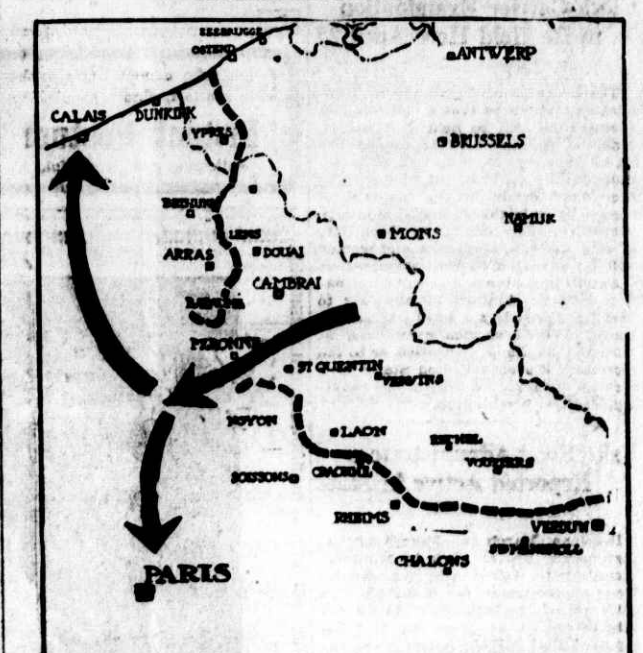 ZEEBRUGGE
OSTEND
ANTWERP
CALAIS
DUNKIRK
YPRES
BRUSSELS
BETHUNE
NAMUR
LENS
MONS
ARRAS
DOUAI
CAMBRAI
PERONNE
ST QUENTIN
NOYON
LAON
RETHEL
VOUZIERS
SOISSONS
RHEIMS
VERDUN
CHALONS
PARIS